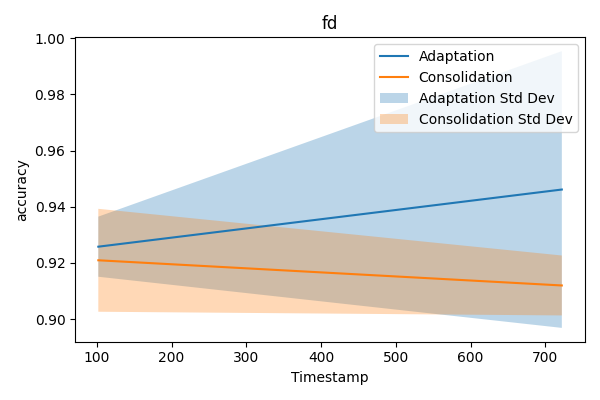 fd
1.00
0.98
0.96
0.94
0.92
0.90
accuracy
Adaptation
Consolidation
Adaptation Std Dev
Consolidation Std Dev
100 200 300 400 500 600 700
Timestamp